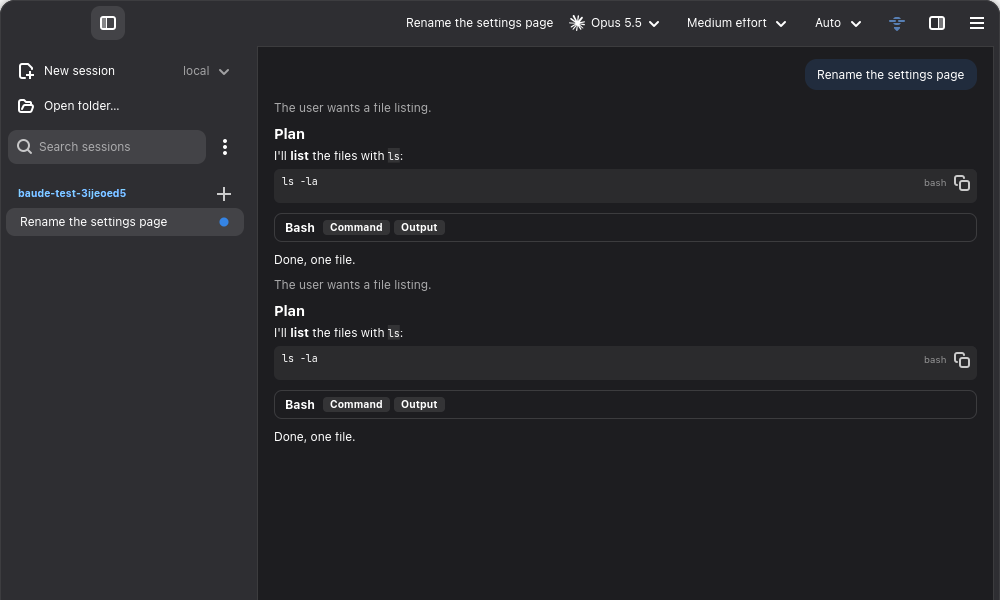 Rename the settings page
Opus 5.5
Medium effort
Auto
New session
local
Open folder...
Search sessions
baude-test-3ijeoed5
Rename the settings page
Rename the settings page
The user wants a file listing.
Plan
I'll list the files with ls:
ls -la
bash
Bash Command Output
Done, one file.
The user wants a file listing.
Plan
I'll list the files with ls:
ls -la
bash
Bash Command Output
Done, one file.